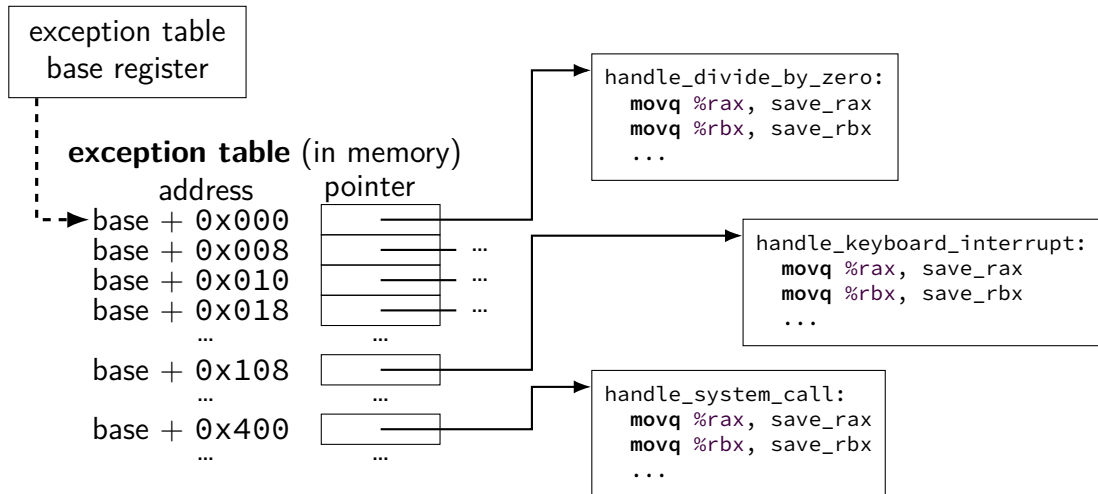 exception table
base register
exception table (in memory)
address pointer
base + 0x000
base + 0x008 ...
base + 0x010 ...
base + 0x018 ...
... ...
base + 0x108
... ...
base + 0x400
... ...
handle_divide_by_zero:
movq %rax, save_rax
movq %rbx, save_rbx
...
handle_keyboard_interrupt:
movq %rax, save_rax
movq %rbx, save_rbx
...
handle_system_call:
movq %rax, save_rax
movq %rbx, save_rbx
...